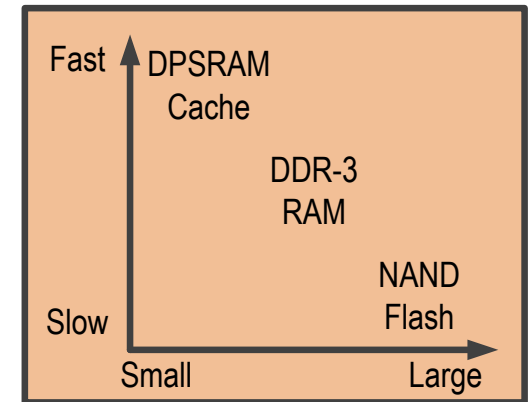 Fast
DPSRAM
Cache
DDR-3
RAM
NAND
Flash
Slow
Small
Large